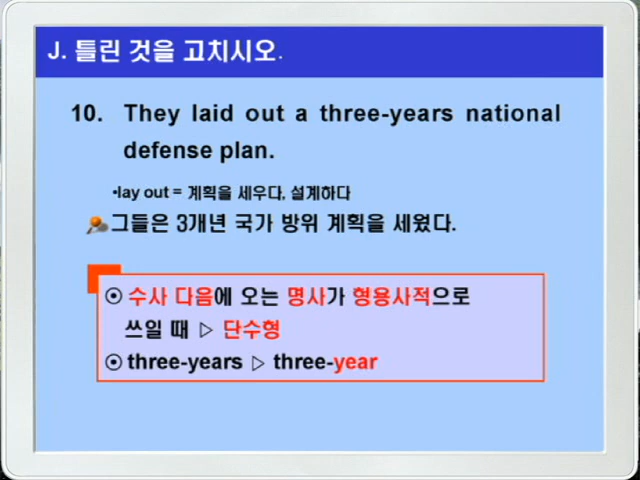 J. 틀린 것을 고치시오.
10. They laid out a three-years national
defense plan.
•lay out = 계획을 세우다, 설계하다
그들은 3개년 국가 방위 계획을 세웠다.
⊙ 수사 다음에 오는 명사가 형용사적으로
쓰일 때 ▷ 단수형
⊙ three-years ▷ three-year